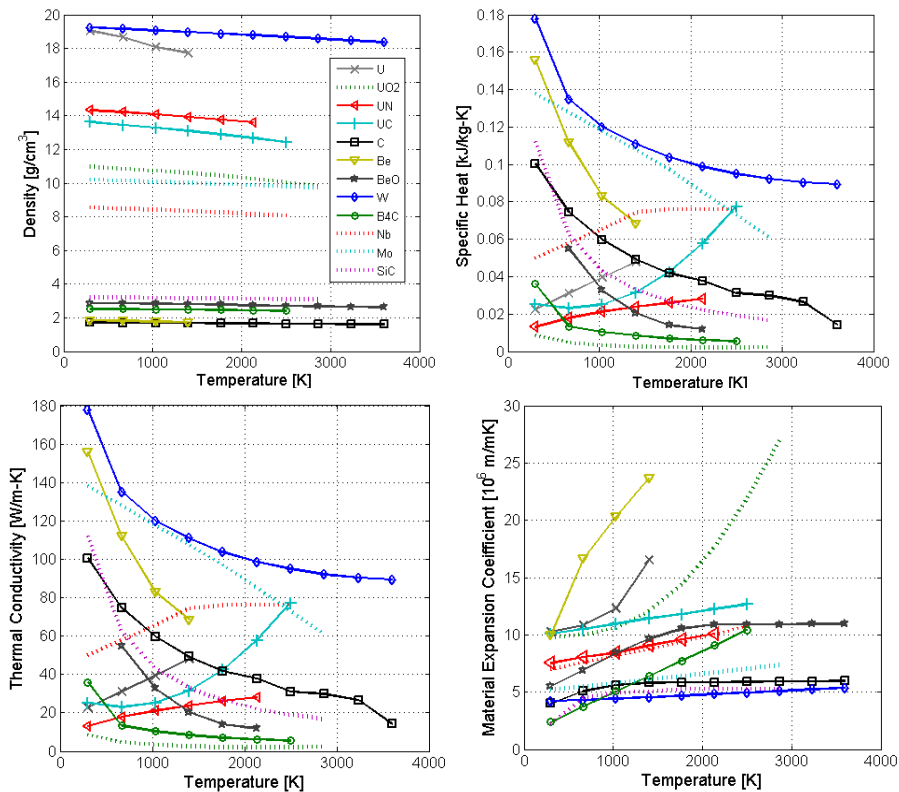 20
18
16
14
12
10
8
6
4
2
0
Density [g/cm³]
0 1000 2000 3000 4000
Temperature [K]
U
UO2
UN
UC
C
Be
BeO
W
B4C
Nb
Mo
SiC
0.18
0.16
0.14
0.12
0.1
0.08
0.06
0.04
0.02
0
Specific Heat [kJ/kg-K]
0 1000 2000 3000 4000
Temperature [K]
180
160
140
120
100
80
60
40
20
0
Thermal Conductivity [W/m-K]
0 1000 2000 3000 4000
Temperature [K]
30
25
20
15
10
5
0
Material Expansion Coeifficient [10⁶ m/mK]
0 1000 2000 3000 4000
Temperature [K]